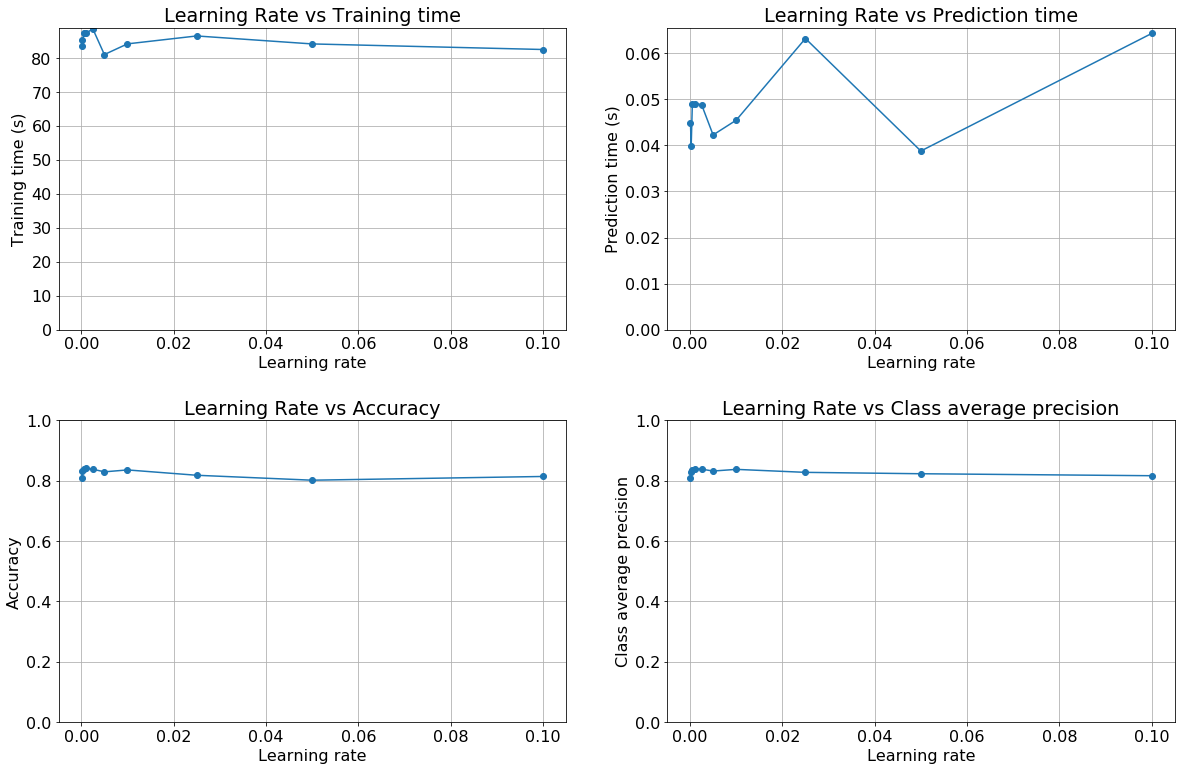 Learning Rate vs Training time
Training time (s)
80
70
60
50
40
30
20
10
0
0.00 0.02 0.04 0.06 0.08 0.10
Learning rate
Learning Rate vs Prediction time
Prediction time (s)
0.06
0.05
0.04
0.03
0.02
0.01
0.00
0.00 0.02 0.04 0.06 0.08 0.10
Learning rate
Learning Rate vs Accuracy
Accuracy
1.0
0.8
0.6
0.4
0.2
0.0
0.00 0.02 0.04 0.06 0.08 0.10
Learning rate
Learning Rate vs Class average precision
Class average precision
1.0
0.8
0.6
0.4
0.2
0.0
0.00 0.02 0.04 0.06 0.08 0.10
Learning rate